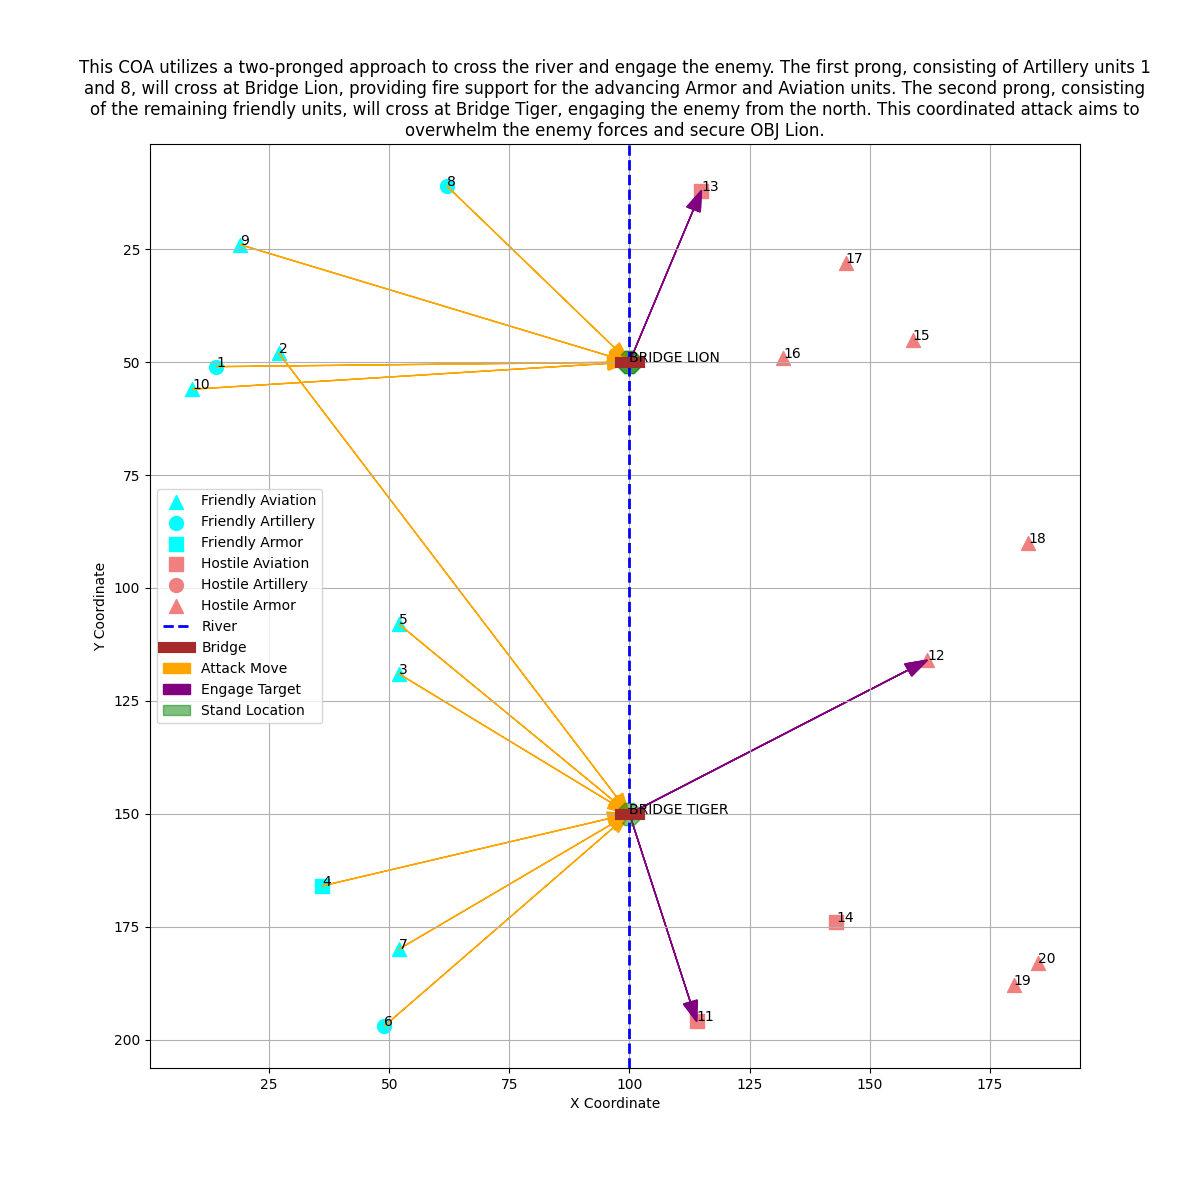 This COA utilizes a two-pronged approach to cross the river and engage the enemy. The first prong, consisting of Artillery units 1
and 8, will cross at Bridge Lion, providing fire support for the advancing Armor and Aviation units. The second prong, consisting
of the remaining friendly units, will cross at Bridge Tiger, engaging the enemy from the north. This coordinated attack aims to
overwhelm the enemy forces and secure OBJ Lion.
8
13
9
17
25
15
2
16
BRIDGE LION
1
50
10
75
Friendly Aviation
Friendly Artillery
Friendly Armor
Hostile Aviation
Hostile Artillery
Hostile Armor
River
Bridge
Attack Move
Engage Target
Stand Location
18
100
Y Coordinate
5
12
3
125
BRIDGE TIGER
150
4
14
175
7
20
19
11
6
200
25 50 75 100 125 150 175
X Coordinate